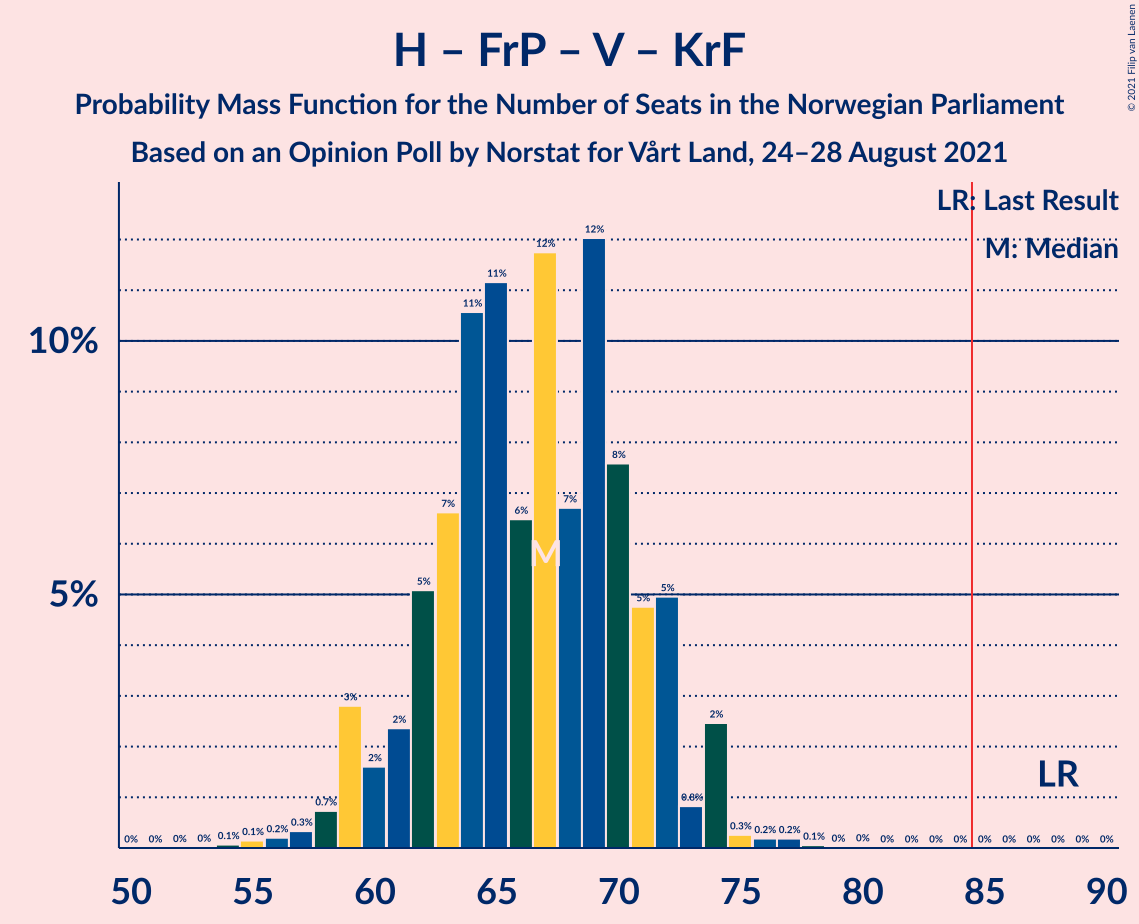 H – FrP – V – KrF
Probability Mass Function for the Number of Seats in the Norwegian Parliament
Based on an Opinion Poll by Norstat for Vårt Land, 24–28 August 2021
© 2021 Filip van Laenen
LR: Last Result
M: Median
10%
5%
0% 0% 0% 0% 0.1% 0.1% 0.2% 0.3% 0.7% 3% 2% 2% 5% 7% 11% 11% 6% 12% 7% 12% 8% 5% 5% 0.8% 2% 0.3% 0.2% 0.2% 0.1% 0% 0% 0% 0% 0% 0% 0% 0% 0% 0% 0% 0%
M
LR
50 55 60 65 70 75 80 85 90